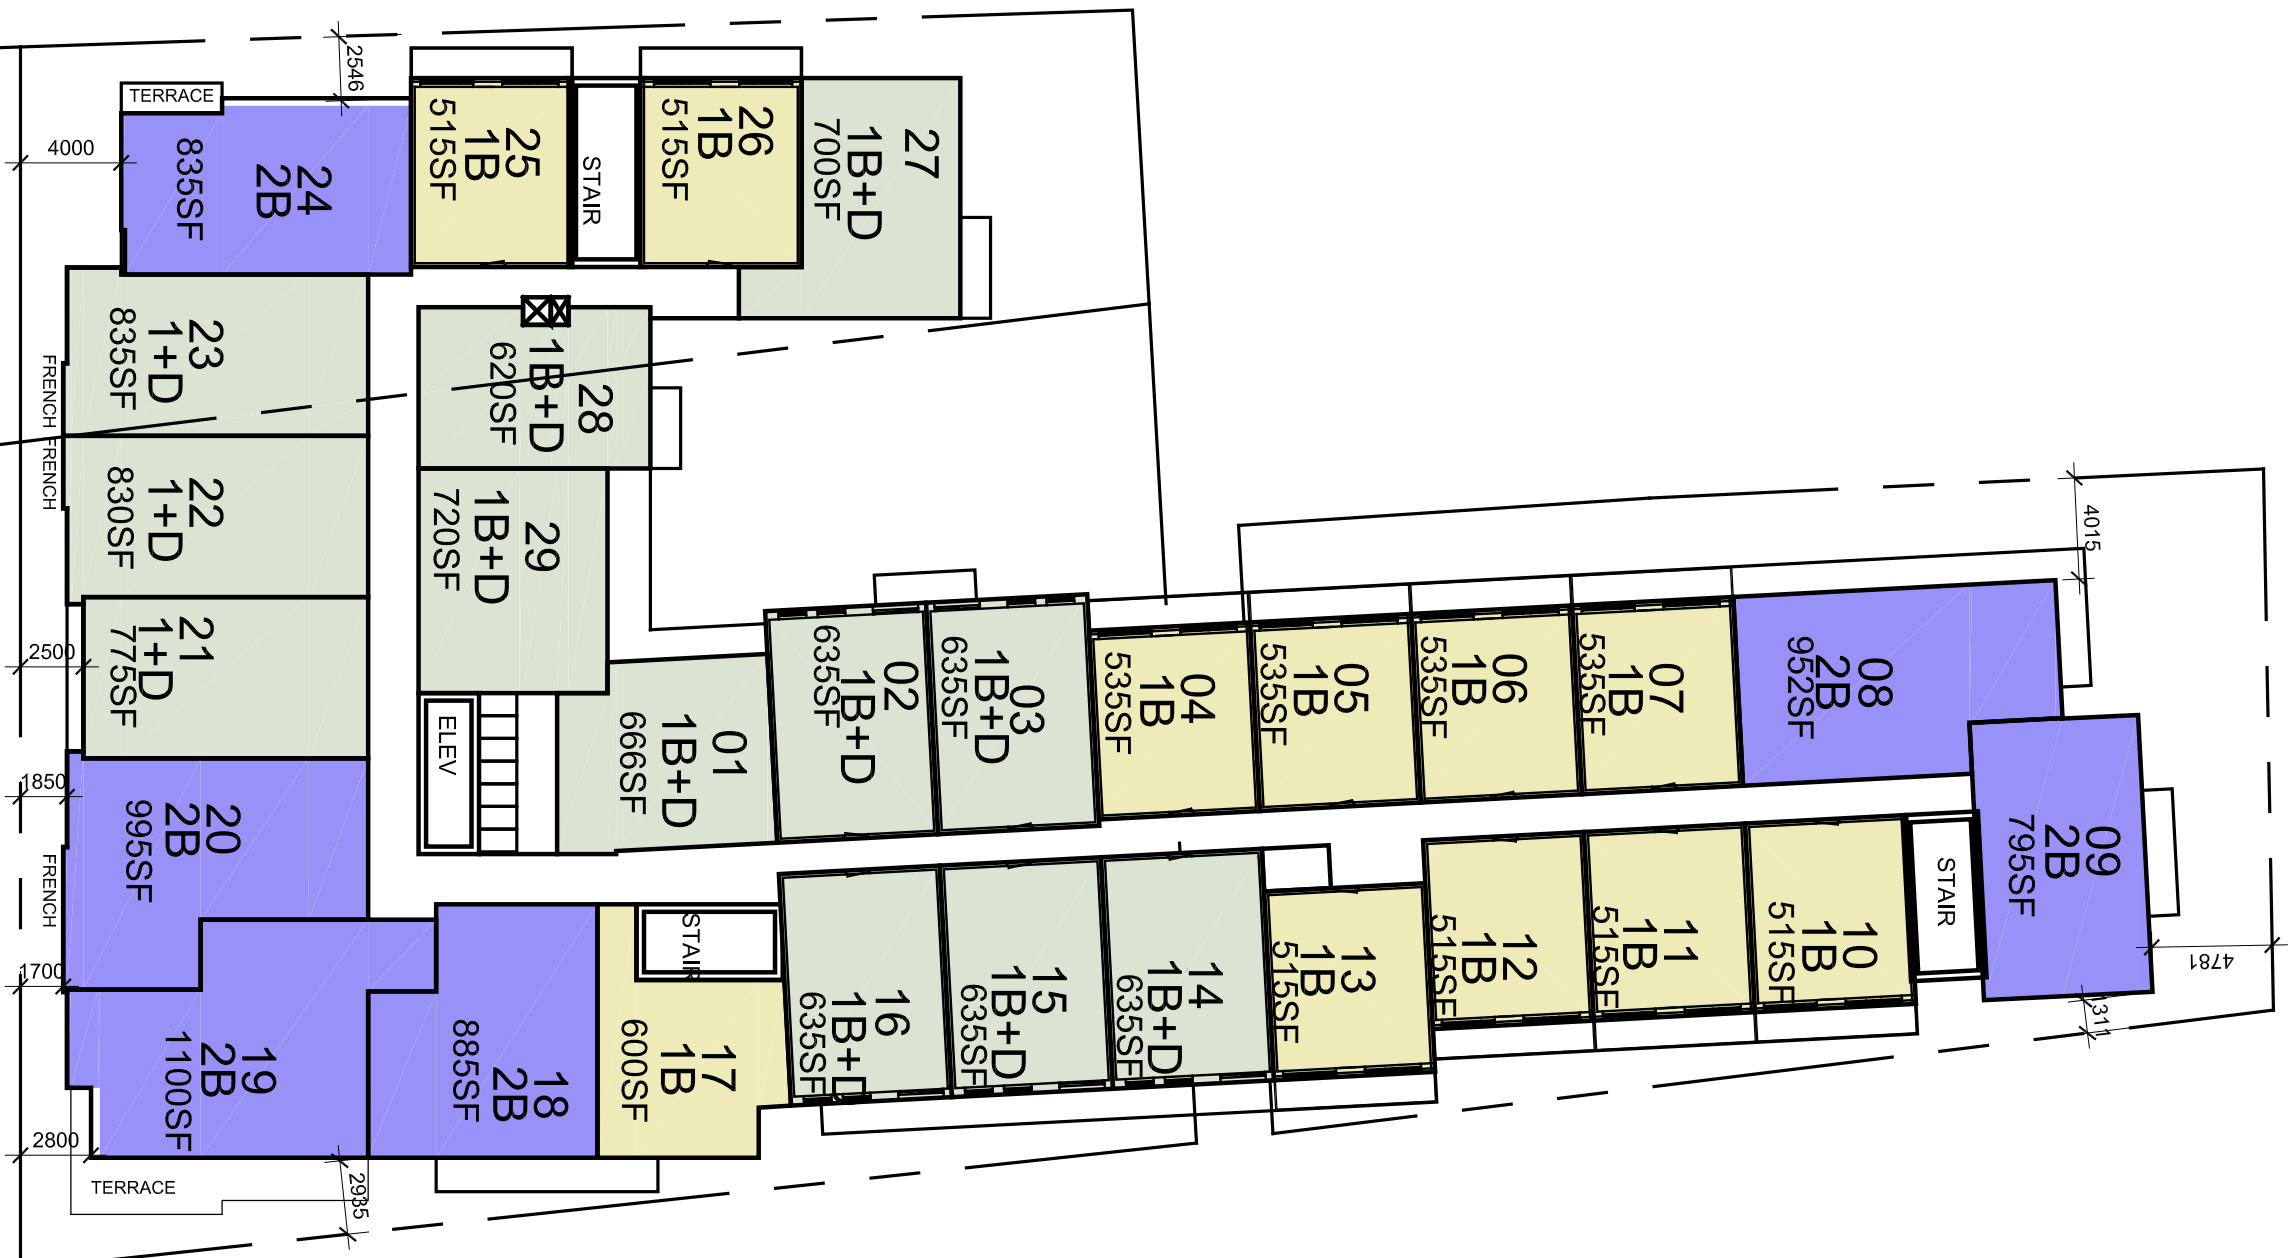 2546
TERRACE
4000
24
2B
835SF
25
1B
515SF
STAIR
26
1B
515SF
27
1B+D
700SF
23
1+D
835SF
FRENCH
28
1B+D
620SF
22
1+D
830SF
FRENCH
29
1B+D
720SF
21
1+D
775SF
2500
ELEV
01
1B+D
666SF
02
1B+D
635SF
03
1B+D
635SF
04
1B
535SF
05
1B
535SF
06
1B
535SF
07
1B
535SF
08
2B
952SF
4015
09
2B
795SF
4781
1311
STAIR
10
1B
515SF
11
1B
515SF
12
1B
515SF
13
1B
515SF
14
1B+D
635SF
15
1B+D
635SF
16
1B+D
635SF
STAIR
17
1B
600SF
18
2B
885SF
19
2B
1100SF
20
2B
995SF
1850
FRENCH
1700
2800
TERRACE
2935